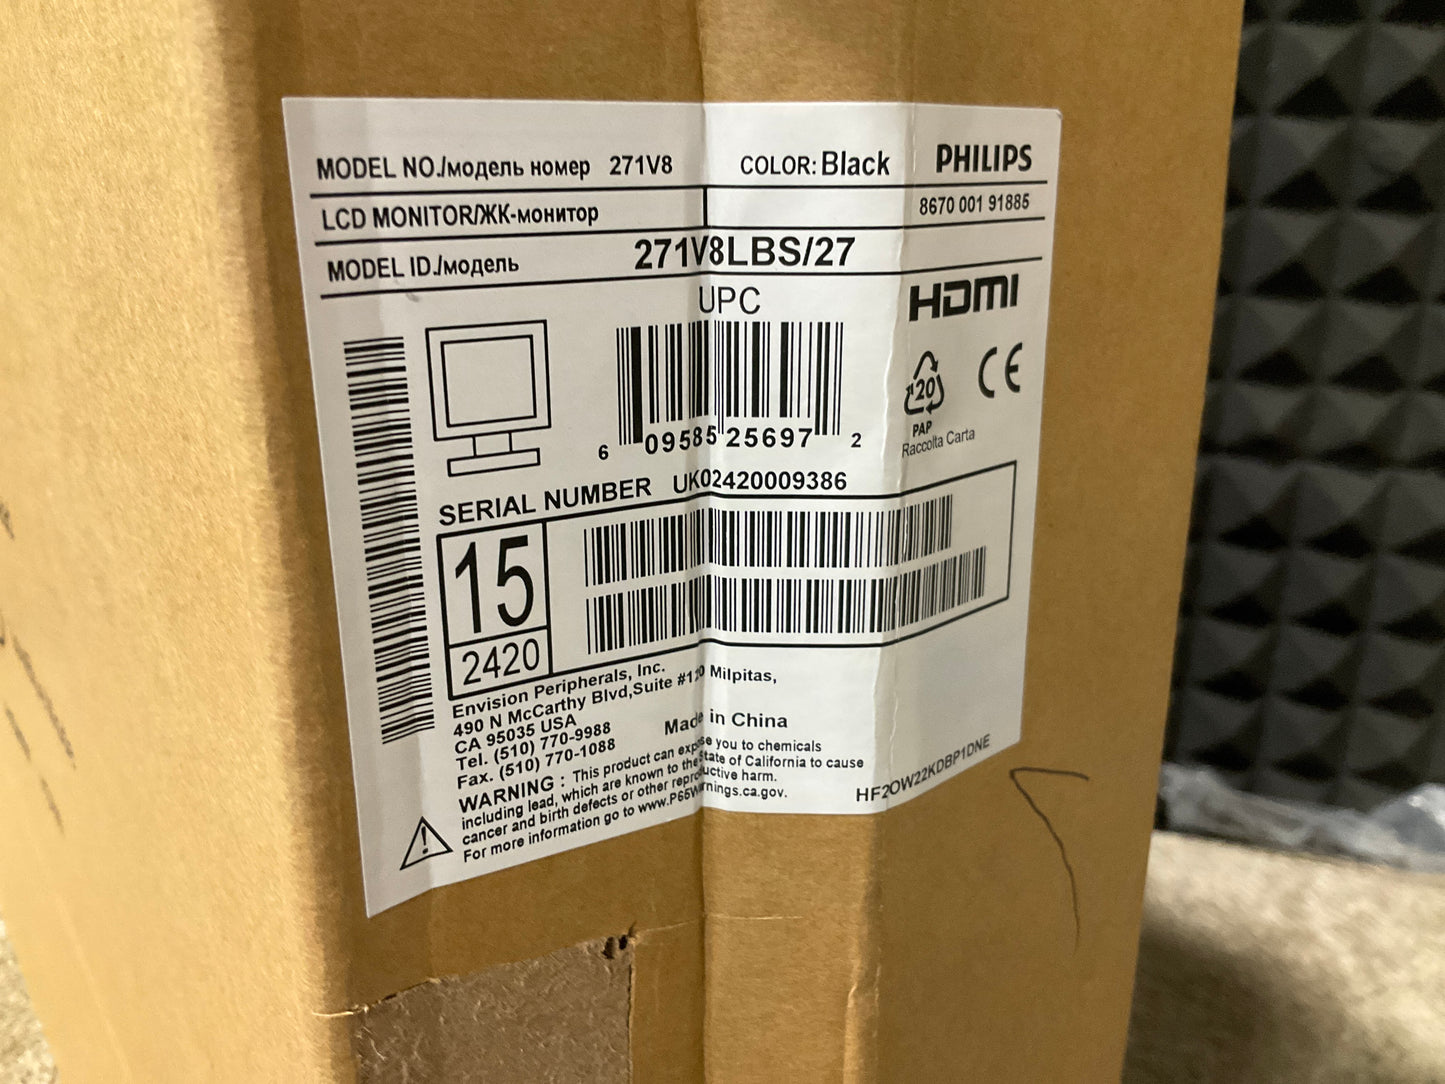 MODEL NO./модель номер 271V8 COLOR: Black PHILIPS
LCD MONITOR/ЖК-монитор 8670 001 91885
MODEL ID./модель 271V8LBS/27
UPC
HDMI
CE
20
PAP
Raccolta Carta
6 09585 25697 2
SERIAL NUMBER UK02420009386
15
2420
Envision Peripherals, Inc.
490 N McCarthy Blvd,Suite #120 Milpitas,
CA 95035 USA
Tel. (510) 770-9988
Fax. (510) 770-1088
Made in China
WARNING : This product can expose you to chemicals
including lead, which are known to the State of California to cause
cancer and birth defects or other reproductive harm.
For more information go to www.P65Warnings.ca.gov.
HF2OW22KDBP1DNE